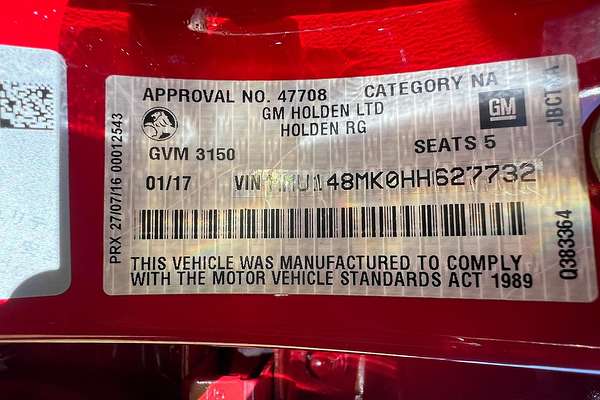 APPROVAL NO. 47708 CATEGORY NA
GM HOLDEN LTD
HOLDEN RG
GM
GVM 3150 SEATS 5
01/17 VIN MMU148MK0HH627732
THIS VEHICLE WAS MANUFACTURED TO COMPLY
WITH THE MOTOR VEHICLE STANDARDS ACT 1989
PRX 27/07/16 00012543
Q383364